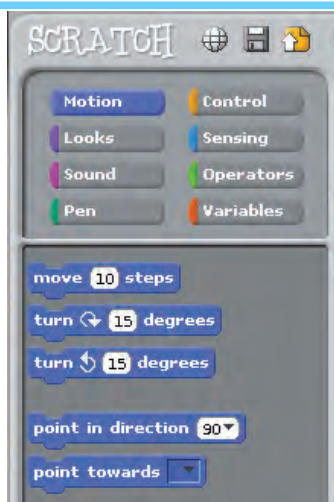 SCRATCH
Motion Control
Looks Sensing
Sound Operators
Pen Variables
move 10 steps
turn 15 degrees
turn 15 degrees
point in direction 90
point towards